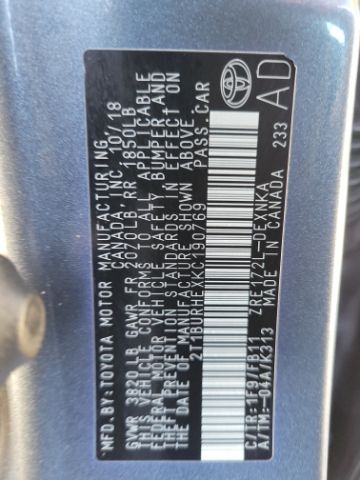 MFD.BY:TOYOTA MOTOR MANUFACTURING
CANADA, INC. 10/18
GVWR 3820LB GAWR FR 2020LB,RR 1850LB
THIS VEHICLE CONFORMS TO ALL APPLICABLE
FEDERAL MOTOR VEHICLE SAFETY, BUMPER AND
THEFT PREVENTION STANDARDS IN EFFECT ON
THE DATE OF MANUFACTURE SHOWN ABOVE.
2T1BURHEXKC190769 PASS.CAR
C/TR:1F9/FB11 ZRE172L-DEXNKA
A/TM:-04A/K313 MADE IN CANADA 233
TOYOTA
AD